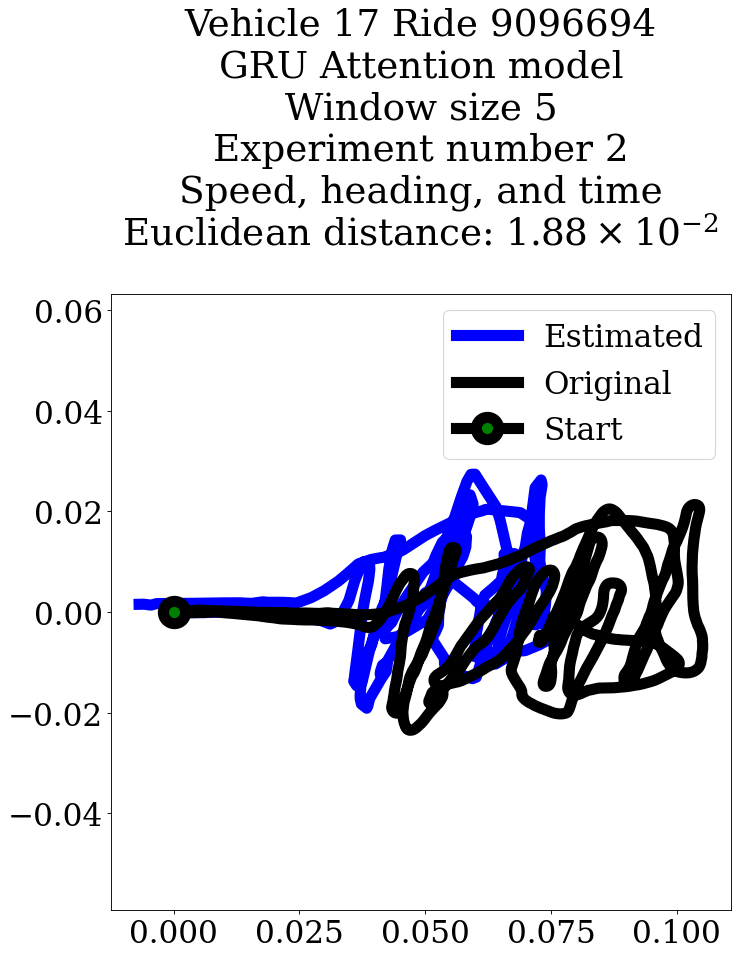 Vehicle 17 Ride 9096694
GRU Attention model
Window size 5
Experiment number 2
Speed, heading, and time
Euclidean distance: 1.88 × 10⁻²
0.06
0.04
0.02
0.00
−0.02
−0.04
Estimated
Original
Start
0.000 0.025 0.050 0.075 0.100